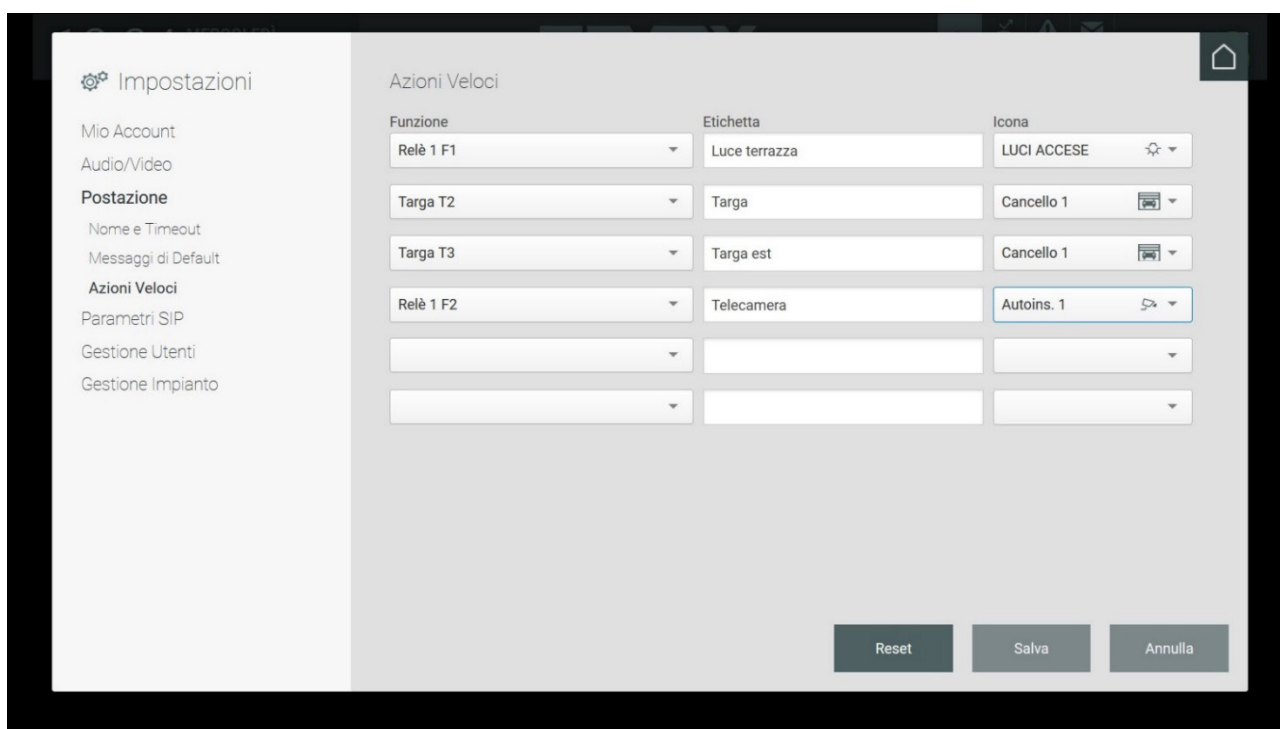 Impostazioni
Mio Account
Audio/Video
Postazione
Nome e Timeout
Messaggi di Default
Azioni Veloci
Parametri SIP
Gestione Utenti
Gestione Impianto
Azioni Veloci
Funzione Etichetta Icona
Relè 1 F1 Luce terrazza LUCI ACCESE
Targa T2 Targa Cancello 1
Targa T3 Targa est Cancello 1
Relè 1 F2 Telecamera Autoins. 1
Reset Salva Annulla